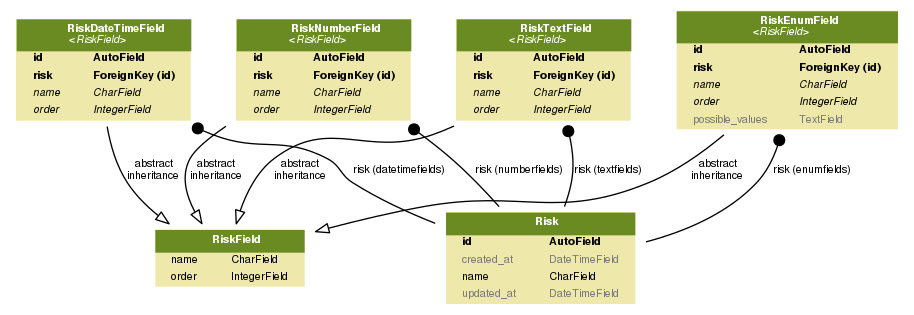 RiskDateTimeField
<RiskField>
id AutoField
risk ForeignKey (id)
name CharField
order IntegerField
RiskNumberField
<RiskField>
id AutoField
risk ForeignKey (id)
name CharField
order IntegerField
RiskTextField
<RiskField>
id AutoField
risk ForeignKey (id)
name CharField
order IntegerField
RiskEnumField
<RiskField>
id AutoField
risk ForeignKey (id)
name CharField
order IntegerField
possible_values TextField
abstract
inheritance
abstract
inheritance
abstract
inheritance
risk (datetimefields)
risk (numberfields)
risk (textfields)
abstract
inheritance
risk (enumfields)
RiskField
name CharField
order IntegerField
Risk
id AutoField
created_at DateTimeField
name CharField
updated_at DateTimeField